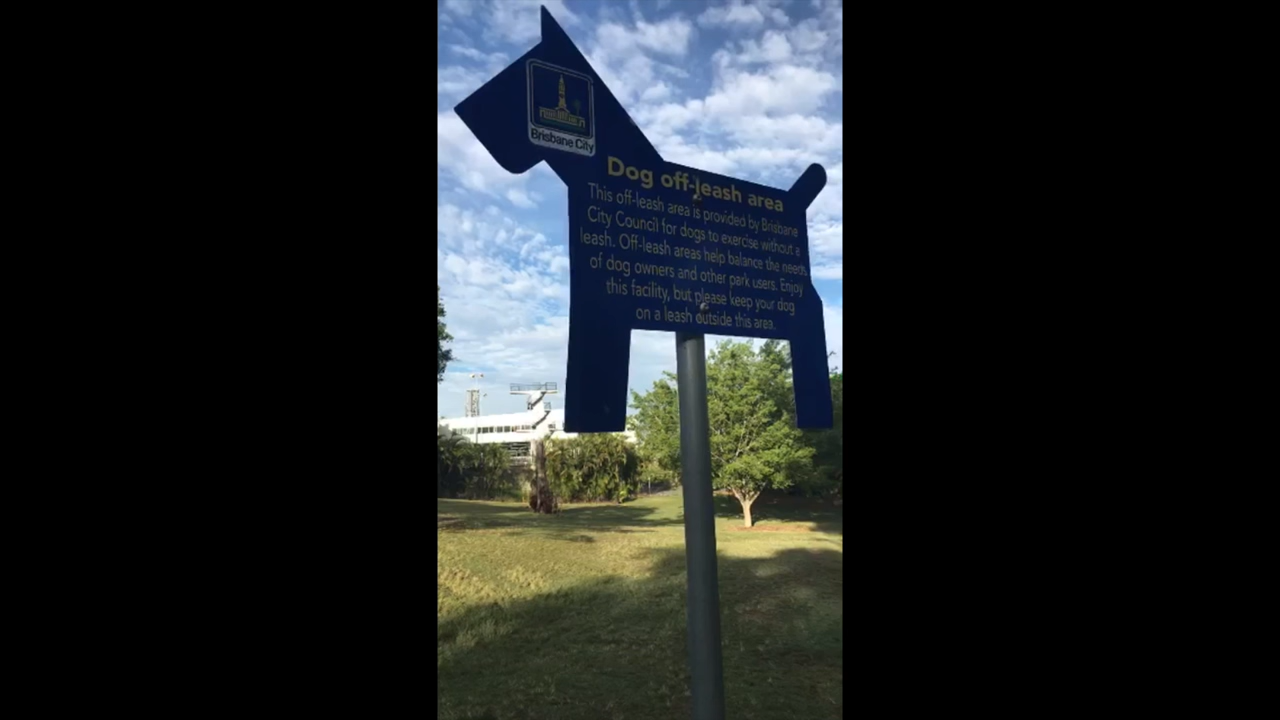 Brisbane City
Dog off-leash area
This off-leash area is provided by Brisbane
City Council for dogs to exercise without a
leash. Off-leash areas help balance the needs
of dog owners and other park users. Enjoy
this facility, but please keep your dog
on a leash outside this area.